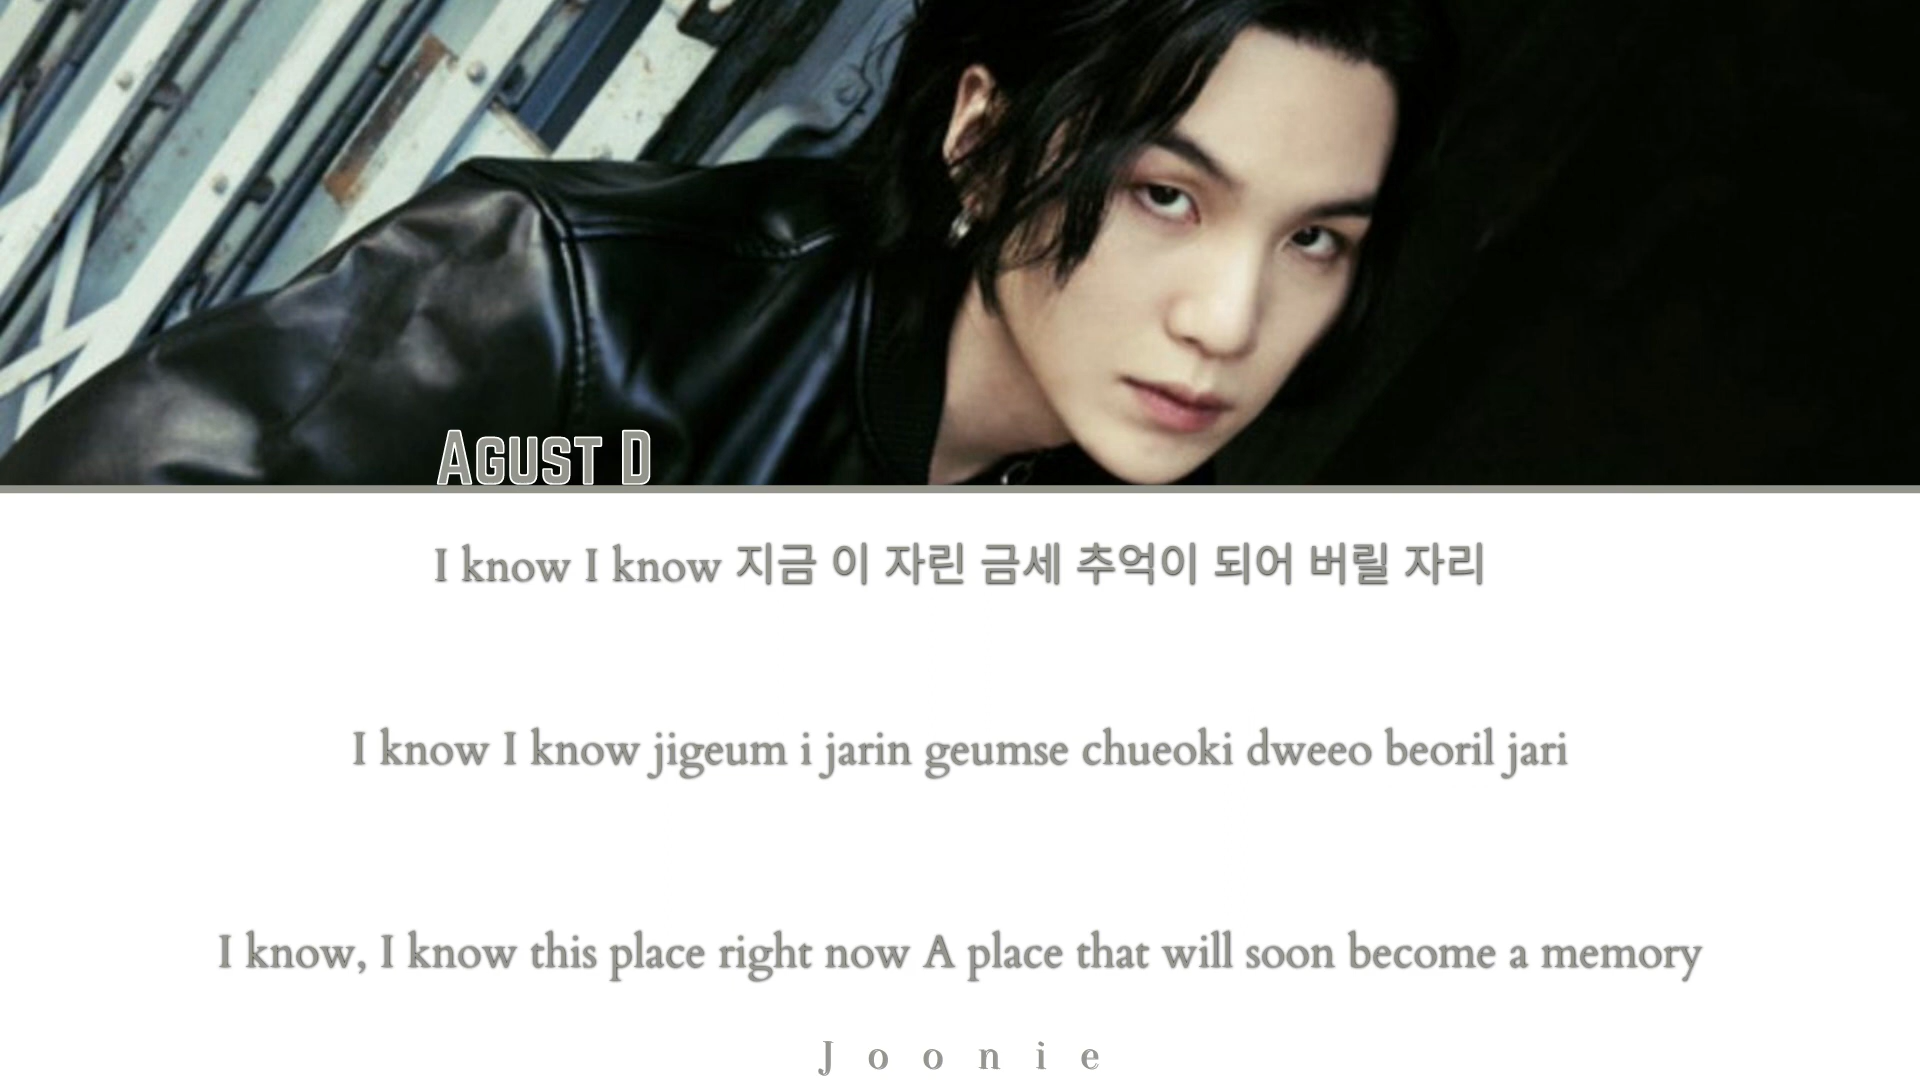 Agust D
I know I know 지금 이 자린 금세 추억이 되어 버릴 자리
I know I know jigeum i jarin geumse chueoki dweeo beoril jari
I know, I know this place right now A place that will soon become a memory
Joonie